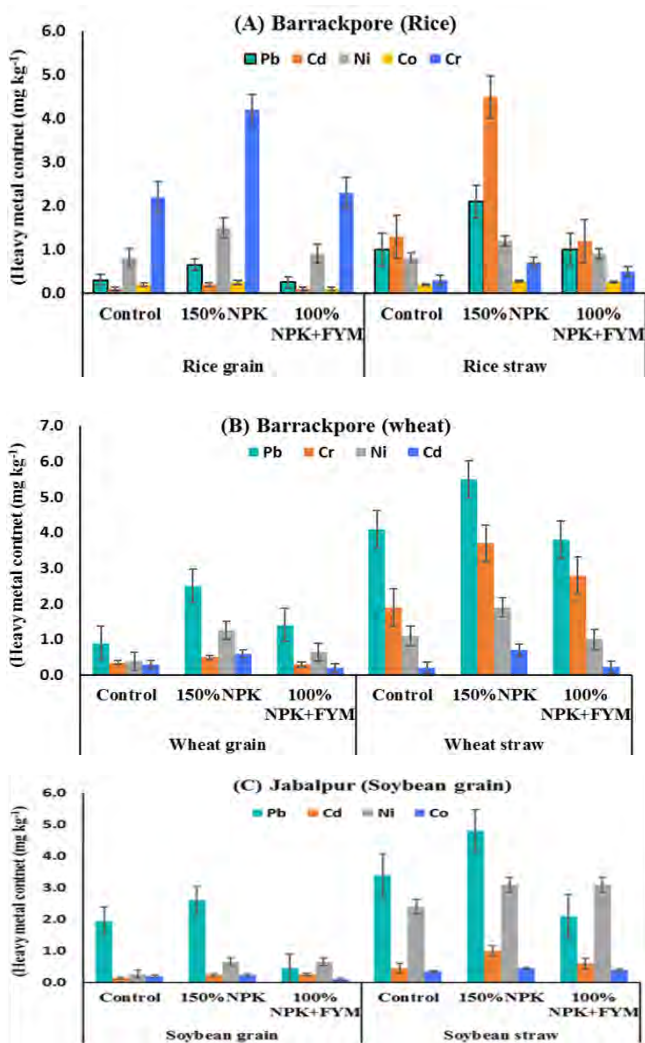 (A) Barrackpore (Rice)
Pb Cd Ni Co Cr
(Heavy metal contnet (mg kg⁻¹)
6.0
5.0
4.0
3.0
2.0
1.0
0.0
Control 150%NPK 100% NPK+FYM Control 150%NPK 100% NPK+FYM
Rice grain Rice straw
(B) Barrackpore (wheat)
Pb Cr Ni Cd
(Heavy metal contnet (mg kg⁻¹)
7.0
6.0
5.0
4.0
3.0
2.0
1.0
0.0
Control 150%NPK 100% NPK+FYM Control 150%NPK 100% NPK+FYM
Wheat grain Wheat straw
(C) Jabalpur (Soybean grain)
Pb Cd Ni Co
(Heavy metal contnet (mg kg⁻¹)
6.0
5.0
4.0
3.0
2.0
1.0
0.0
Control 150%NPK 100% NPK+FYM Control 150%NPK 100% NPK+FYM
Soybean grain Soybean straw